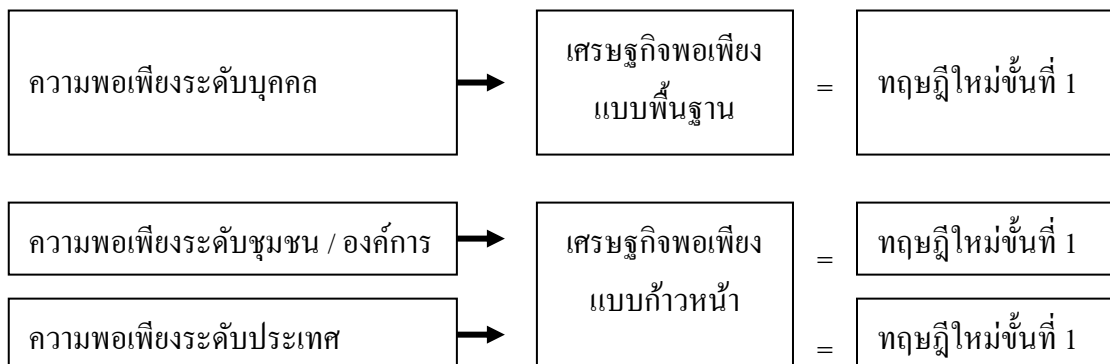 ความพอเพียงระดับบุคคล
เศรษฐกิจพอเพียง
แบบพื้นฐาน
=
ทฤษฎีใหม่ขั้นที่ 1
ความพอเพียงระดับชุมชน / องค์การ
เศรษฐกิจพอเพียง
แบบก้าวหน้า
=
ทฤษฎีใหม่ขั้นที่ 1
ความพอเพียงระดับประเทศ
=
ทฤษฎีใหม่ขั้นที่ 1